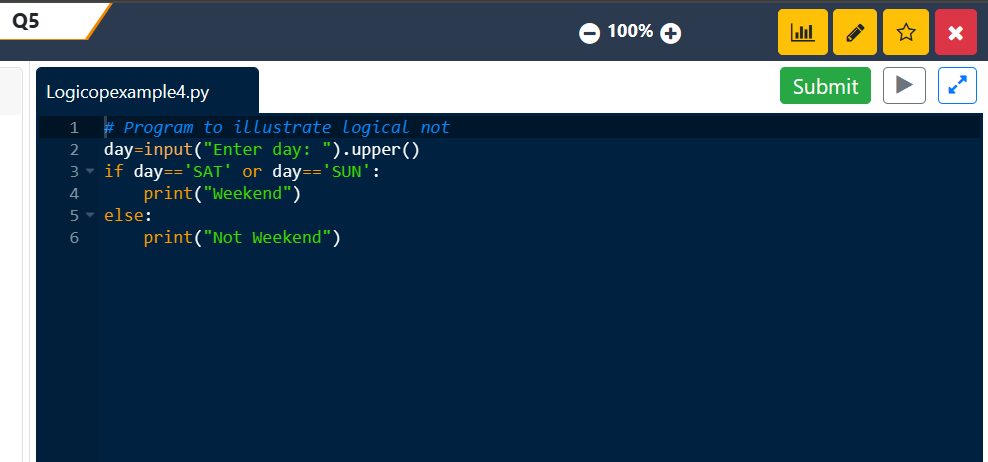 Q5
100%
Logicopexample4.py
Submit
1 # Program to illustrate logical not
2 day=input("Enter day: ").upper()
3 if day=='SAT' or day=='SUN':
4     print("Weekend")
5 else:
6     print("Not Weekend")